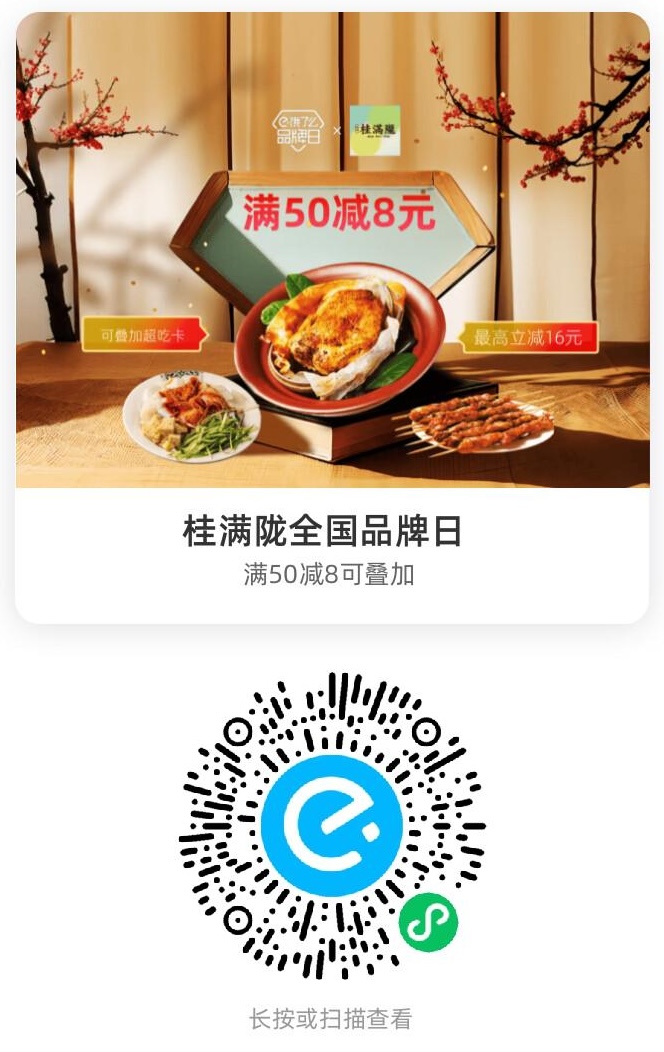 饿了么
品牌日
×
桂满陇
满50减8元
可叠加超吃卡
最高立减16元
桂满陇全国品牌日
满50减8可叠加
长按或扫描查看